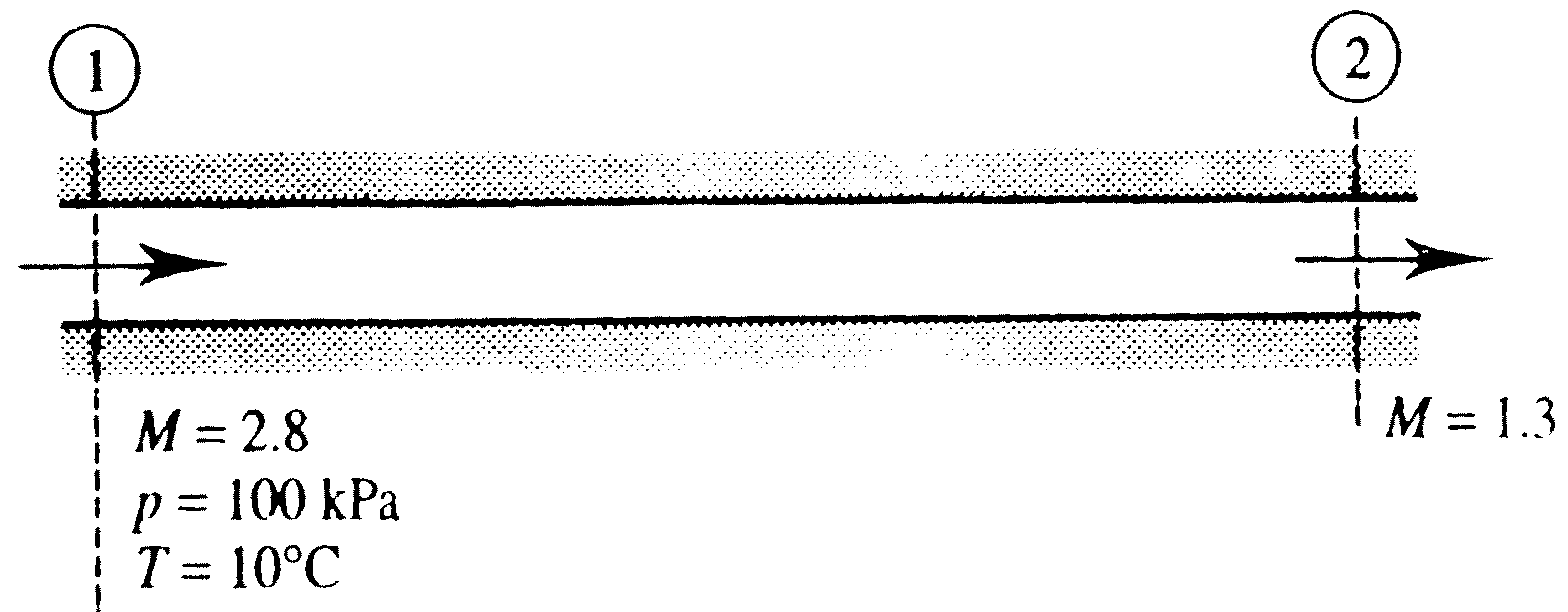 1
2
M = 2.8
p = 100 kPa
T = 10°C
M = 1.3